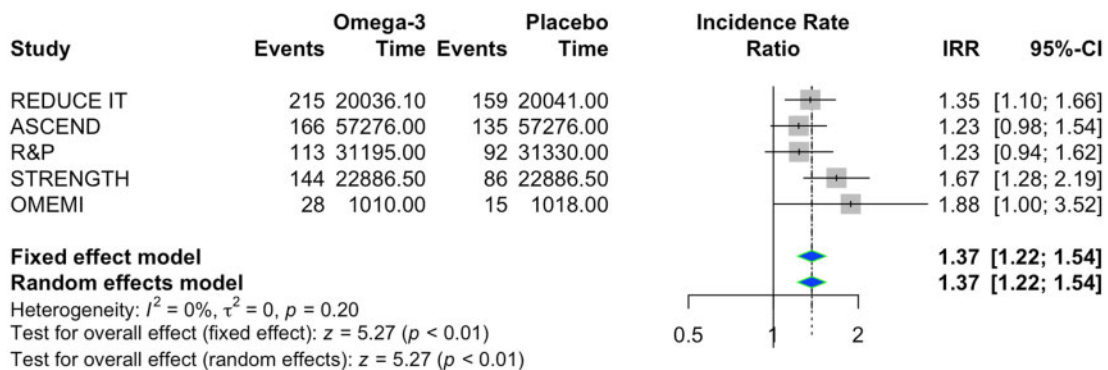 Omega-3 Placebo Incidence Rate
Study Events Time Events Time Ratio IRR 95%-CI
REDUCE IT 215 20036.10 159 20041.00 1.35 [1.10; 1.66]
ASCEND 166 57276.00 135 57276.00 1.23 [0.98; 1.54]
R&P 113 31195.00 92 31330.00 1.23 [0.94; 1.62]
STRENGTH 144 22886.50 86 22886.50 1.67 [1.28; 2.19]
OMEMI 28 1010.00 15 1018.00 1.88 [1.00; 3.52]
Fixed effect model 1.37 [1.22; 1.54]
Random effects model 1.37 [1.22; 1.54]
Heterogeneity: I² = 0%, τ² = 0, p = 0.20
Test for overall effect (fixed effect): z = 5.27 (p < 0.01)
0.5 1 2
Test for overall effect (random effects): z = 5.27 (p < 0.01)